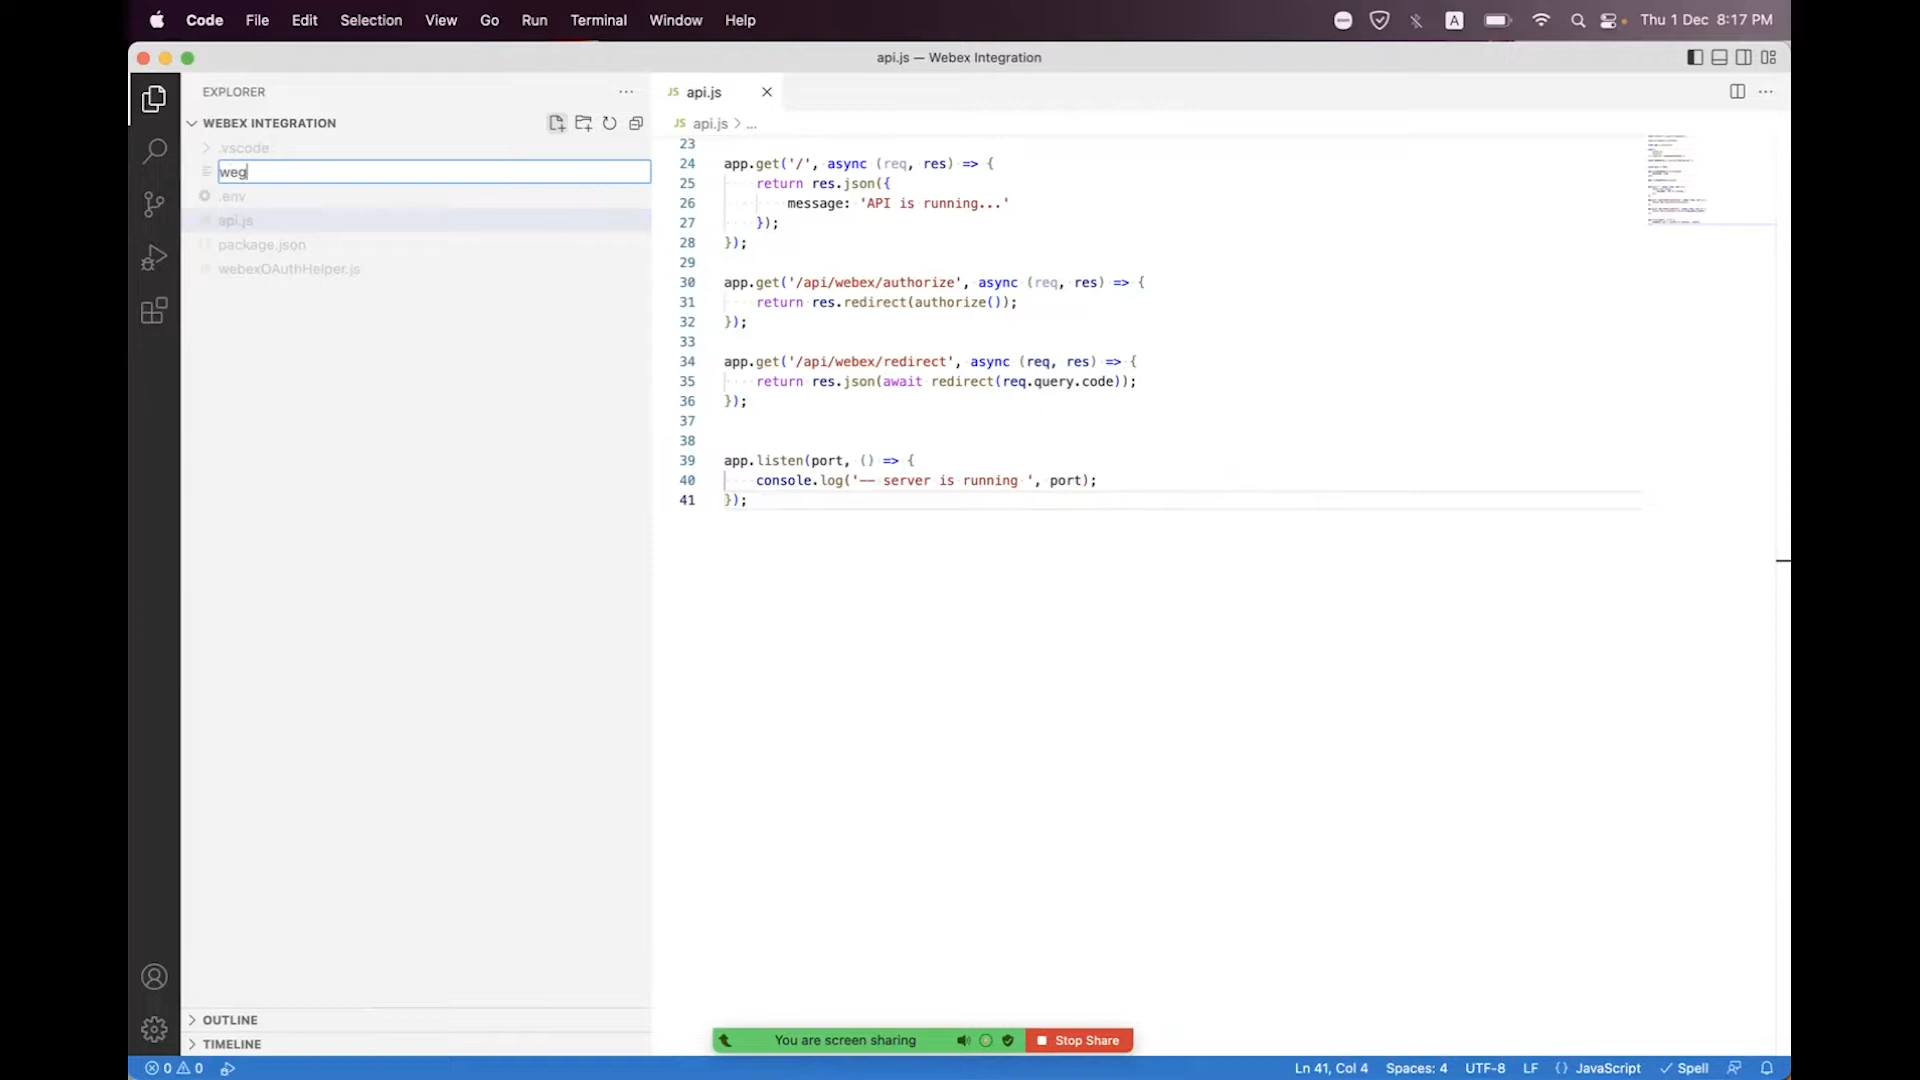 Code File Edit Selection View Go Run Terminal Window Help A Thu 1 Dec 8:17 PM
api.js — Webex Integration
EXPLORER
WEBEX INTEGRATION
.vscode
weg
.env
api.js
package.json
webexOAuthHelper.js
OUTLINE
TIMELINE
JS api.js
JS api.js > ...
23
24 app.get('/', async (req, res) => {
25 return res.json({
26 message: 'API is running...'
27 });
28 });
29
30 app.get('/api/webex/authorize', async (req, res) => {
31 return res.redirect(authorize());
32 });
33
34 app.get('/api/webex/redirect', async (req, res) => {
35 return res.json(await redirect(req.query.code));
36 });
37
38
39 app.listen(port, () => {
40 console.log('-- server is running ', port);
41 });
You are screen sharing Stop Share
0 0 Ln 41, Col 4 Spaces: 4 UTF-8 LF {} JavaScript Spell